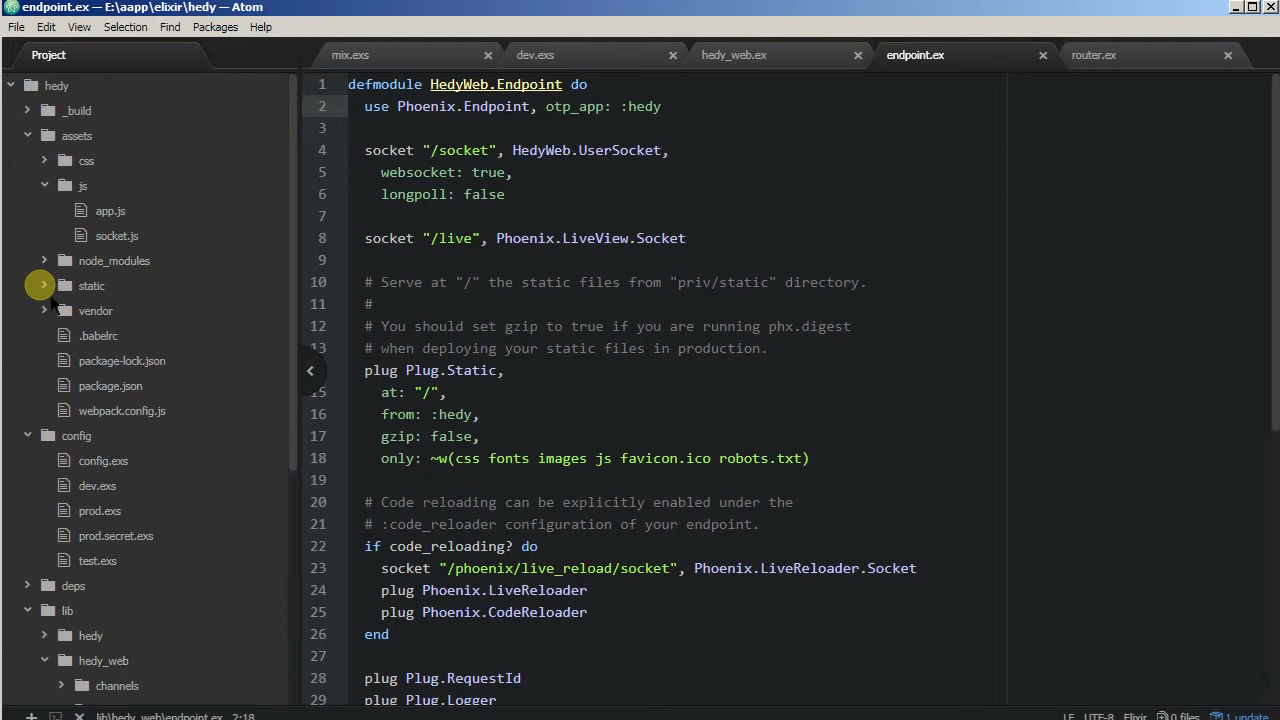 endpoint.ex — E:\aapp\elixir\hedy — Atom
File Edit View Selection Find Packages Help
Project
mix.exs dev.exs hedy_web.ex endpoint.ex router.ex
hedy
_build
assets
css
js
app.js
socket.js
node_modules
static
vendor
.babelrc
package-lock.json
package.json
webpack.config.js
config
config.exs
dev.exs
prod.exs
prod.secret.exs
test.exs
deps
lib
hedy
hedy_web
channels
1 defmodule HedyWeb.Endpoint do
2 use Phoenix.Endpoint, otp_app: :hedy
3
4 socket "/socket", HedyWeb.UserSocket,
5 websocket: true,
6 longpoll: false
7
8 socket "/live", Phoenix.LiveView.Socket
9
10 # Serve at "/" the static files from "priv/static" directory.
11 #
12 # You should set gzip to true if you are running phx.digest
13 # when deploying your static files in production.
plug Plug.Static,
15 at: "/",
16 from: :hedy,
17 gzip: false,
18 only: ~w(css fonts images js favicon.ico robots.txt)
19
20 # Code reloading can be explicitly enabled under the
21 # :code_reloader configuration of your endpoint.
22 if code_reloading? do
23 socket "/phoenix/live_reload/socket", Phoenix.LiveReloader.Socket
24 plug Phoenix.LiveReloader
25 plug Phoenix.CodeReloader
26 end
27
28 plug Plug.RequestId
29 plug Plug.Logger
lib\hedy_web\endpoint.ex 2:18 LF UTF-8 Elixir 0 files 1 update